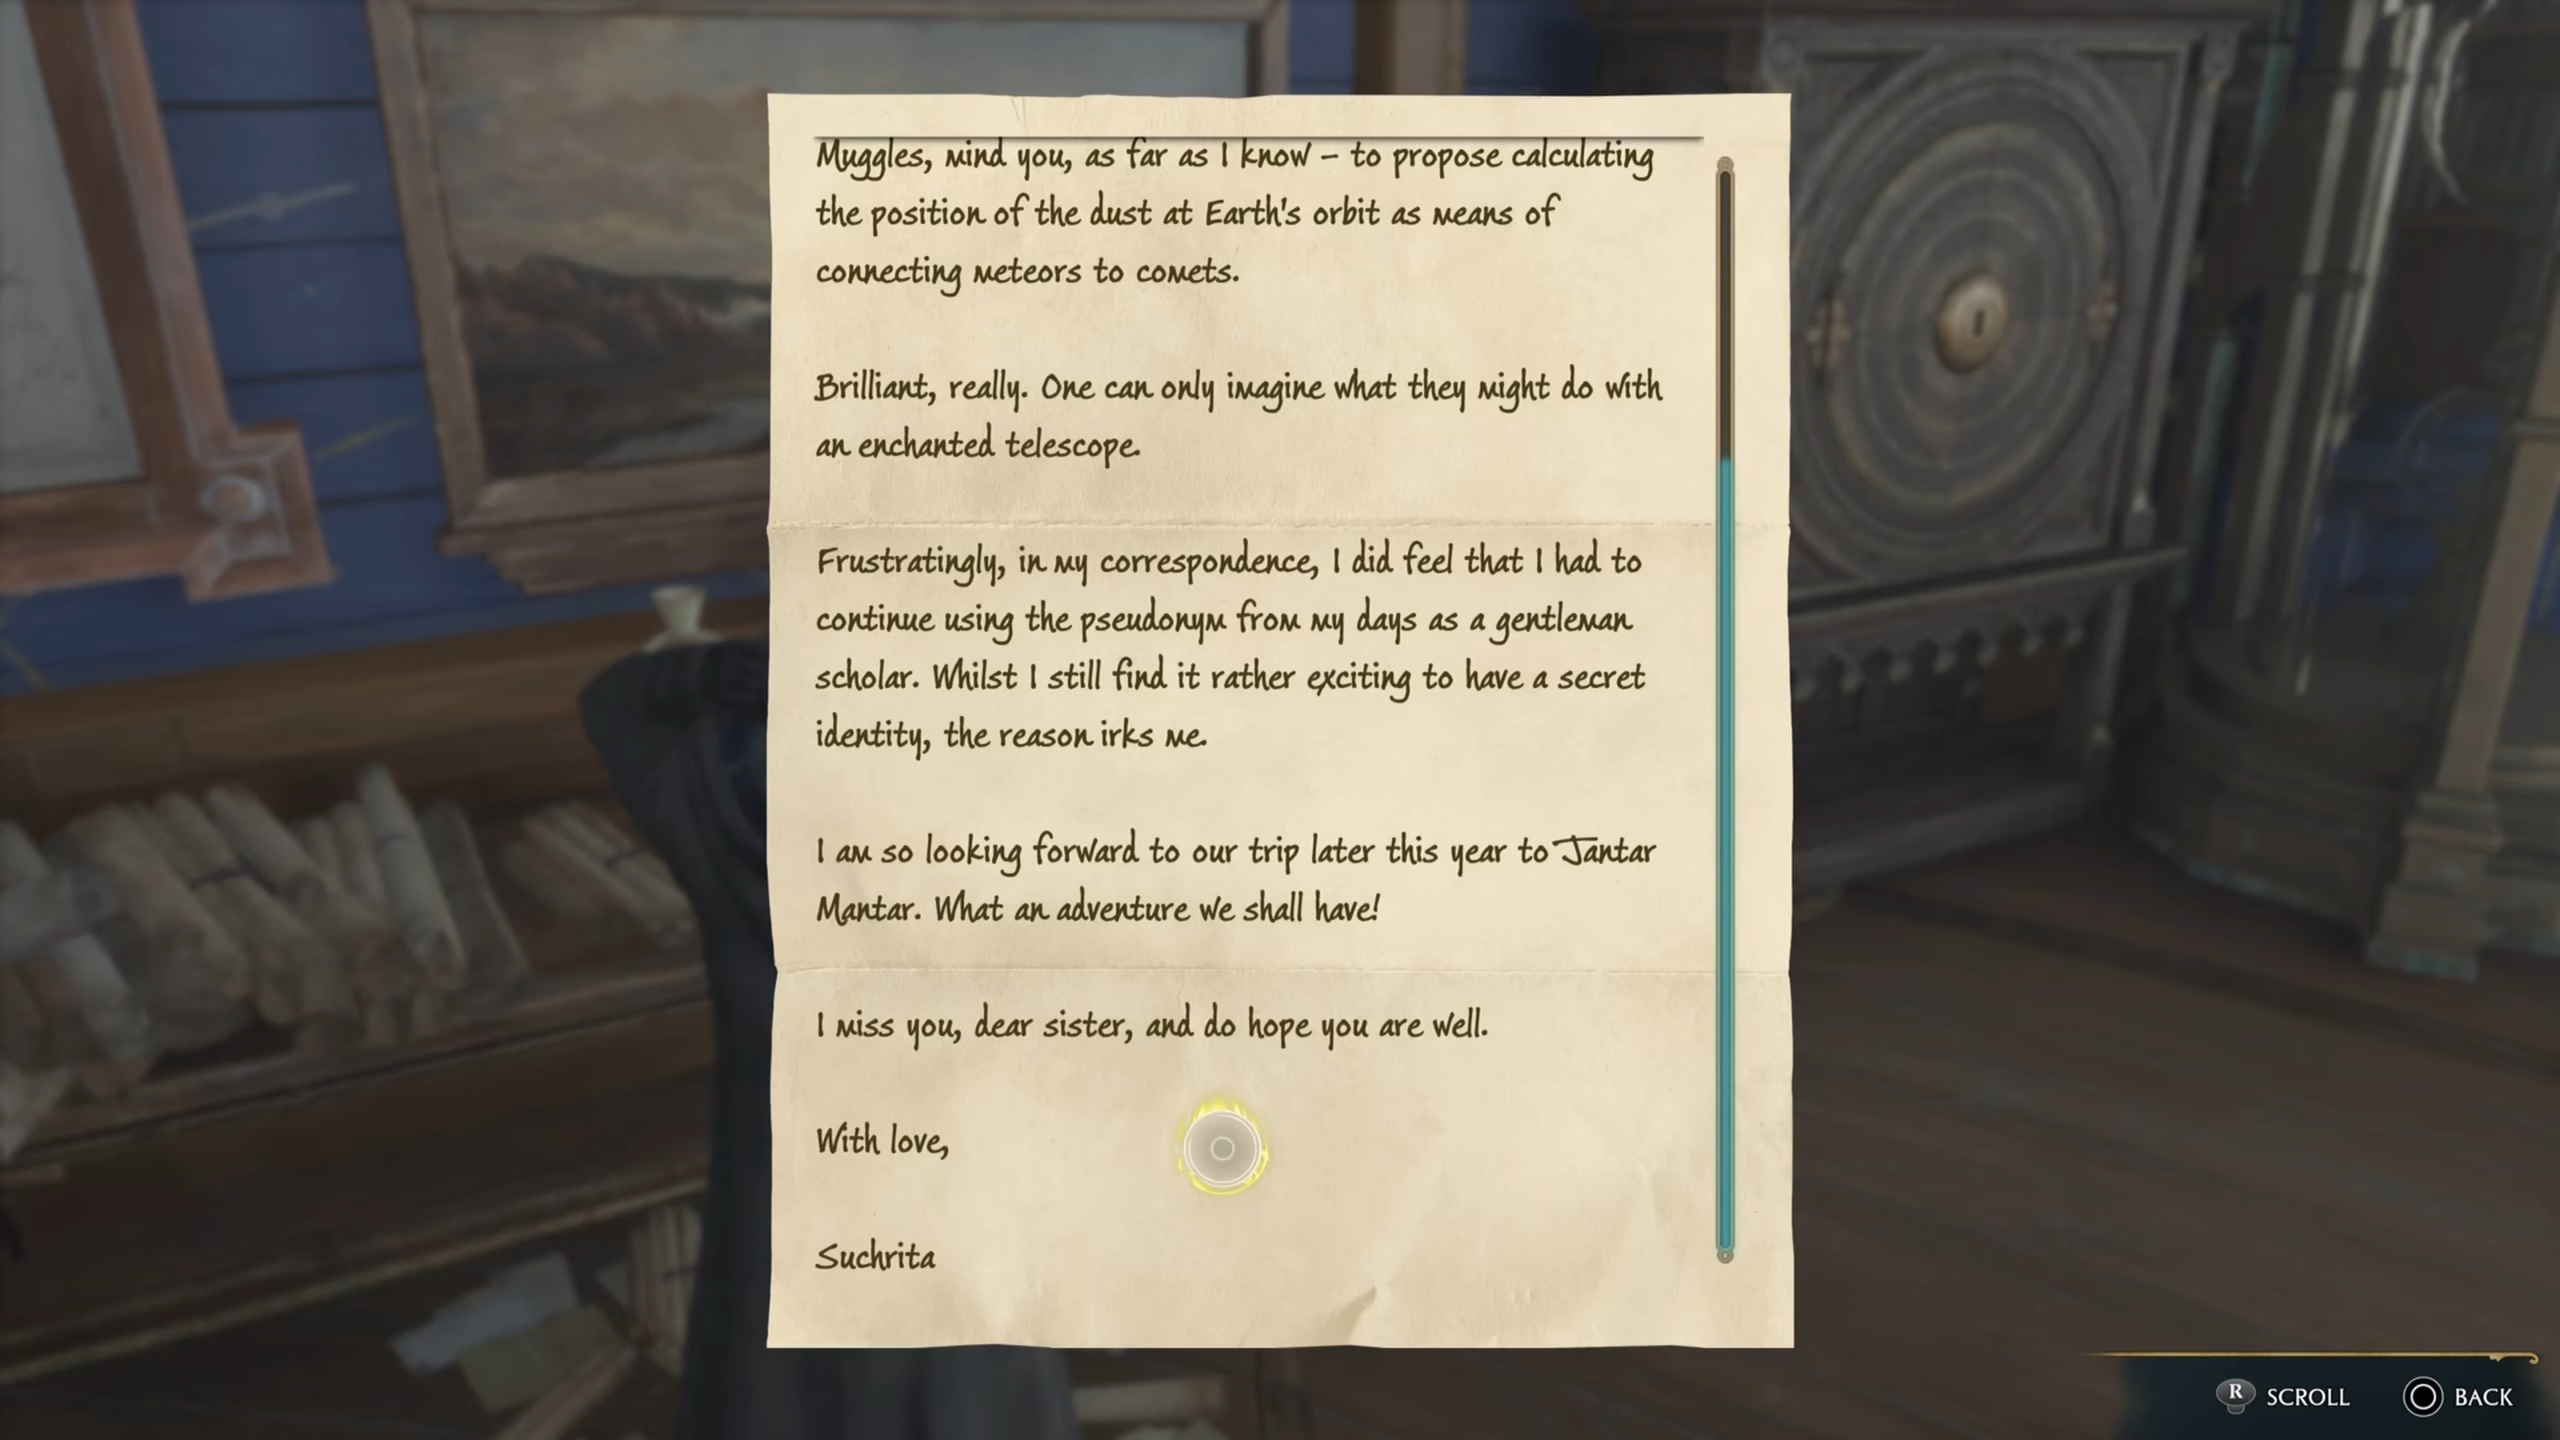 Muggles, mind you, as far as I know – to propose calculating
the position of the dust at Earth's orbit as means of
connecting meteors to comets.
Brilliant, really. One can only imagine what they might do with
an enchanted telescope.
Frustratingly, in my correspondence, I did feel that I had to
continue using the pseudonym from my days as a gentleman
scholar. Whilst I still find it rather exciting to have a secret
identity, the reason irks me.
I am so looking forward to our trip later this year to Jantar
Mantar. What an adventure we shall have!
I miss you, dear sister, and do hope you are well.
With love,
Suchrita
R SCROLL BACK